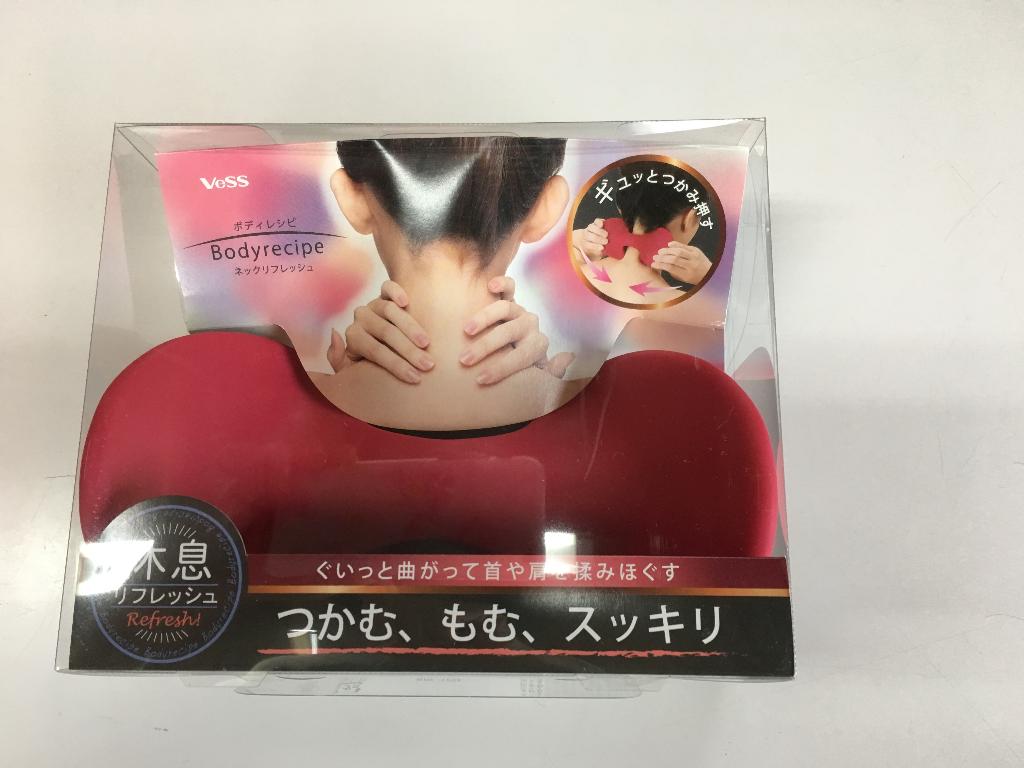 VeSS
ボディレシピ
Bodyrecipe
ネックリフレッシュ
ギュッとつかみ押す
休息
リフレッシュ
Refresh!
ぐいっと曲がって首や肩を揉みほぐす
つかむ、もむ、スッキリ
Bodyrecipe Bodyrecipe